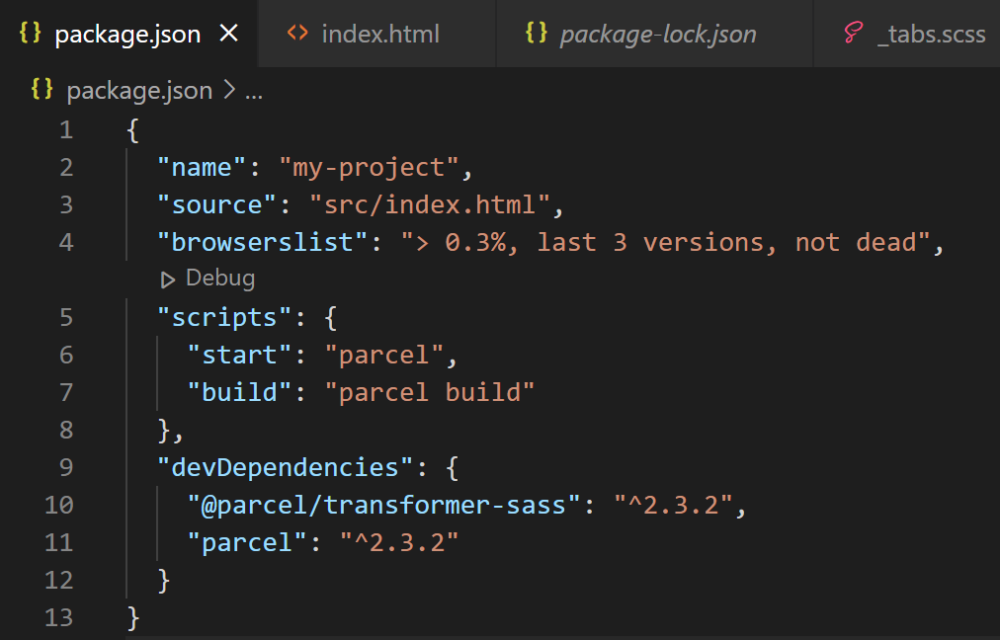 {} package.json × <> index.html {} package-lock.json _tabs.scss
{} package.json > ...
1 {
2 "name": "my-project",
3 "source": "src/index.html",
4 "browserslist": "> 0.3%, last 3 versions, not dead",
Debug
5 "scripts": {
6 "start": "parcel",
7 "build": "parcel build"
8 },
9 "devDependencies": {
10 "@parcel/transformer-sass": "^2.3.2",
11 "parcel": "^2.3.2"
12 }
13 }